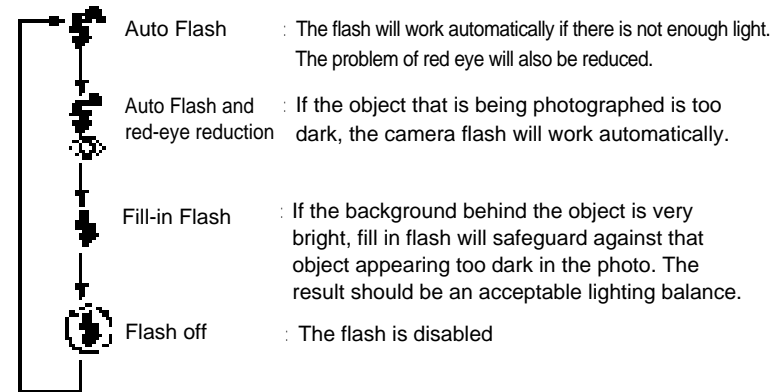 Auto Flash : The flash will work automatically if there is not enough light.
The problem of red eye will also be reduced.
Auto Flash and : If the object that is being photographed is too
red-eye reduction dark, the camera flash will work automatically.
Fill-in Flash : If the background behind the object is very
bright, fill in flash will safeguard against that
object appearing too dark in the photo. The
result should be an acceptable lighting balance.
Flash off : The flash is disabled